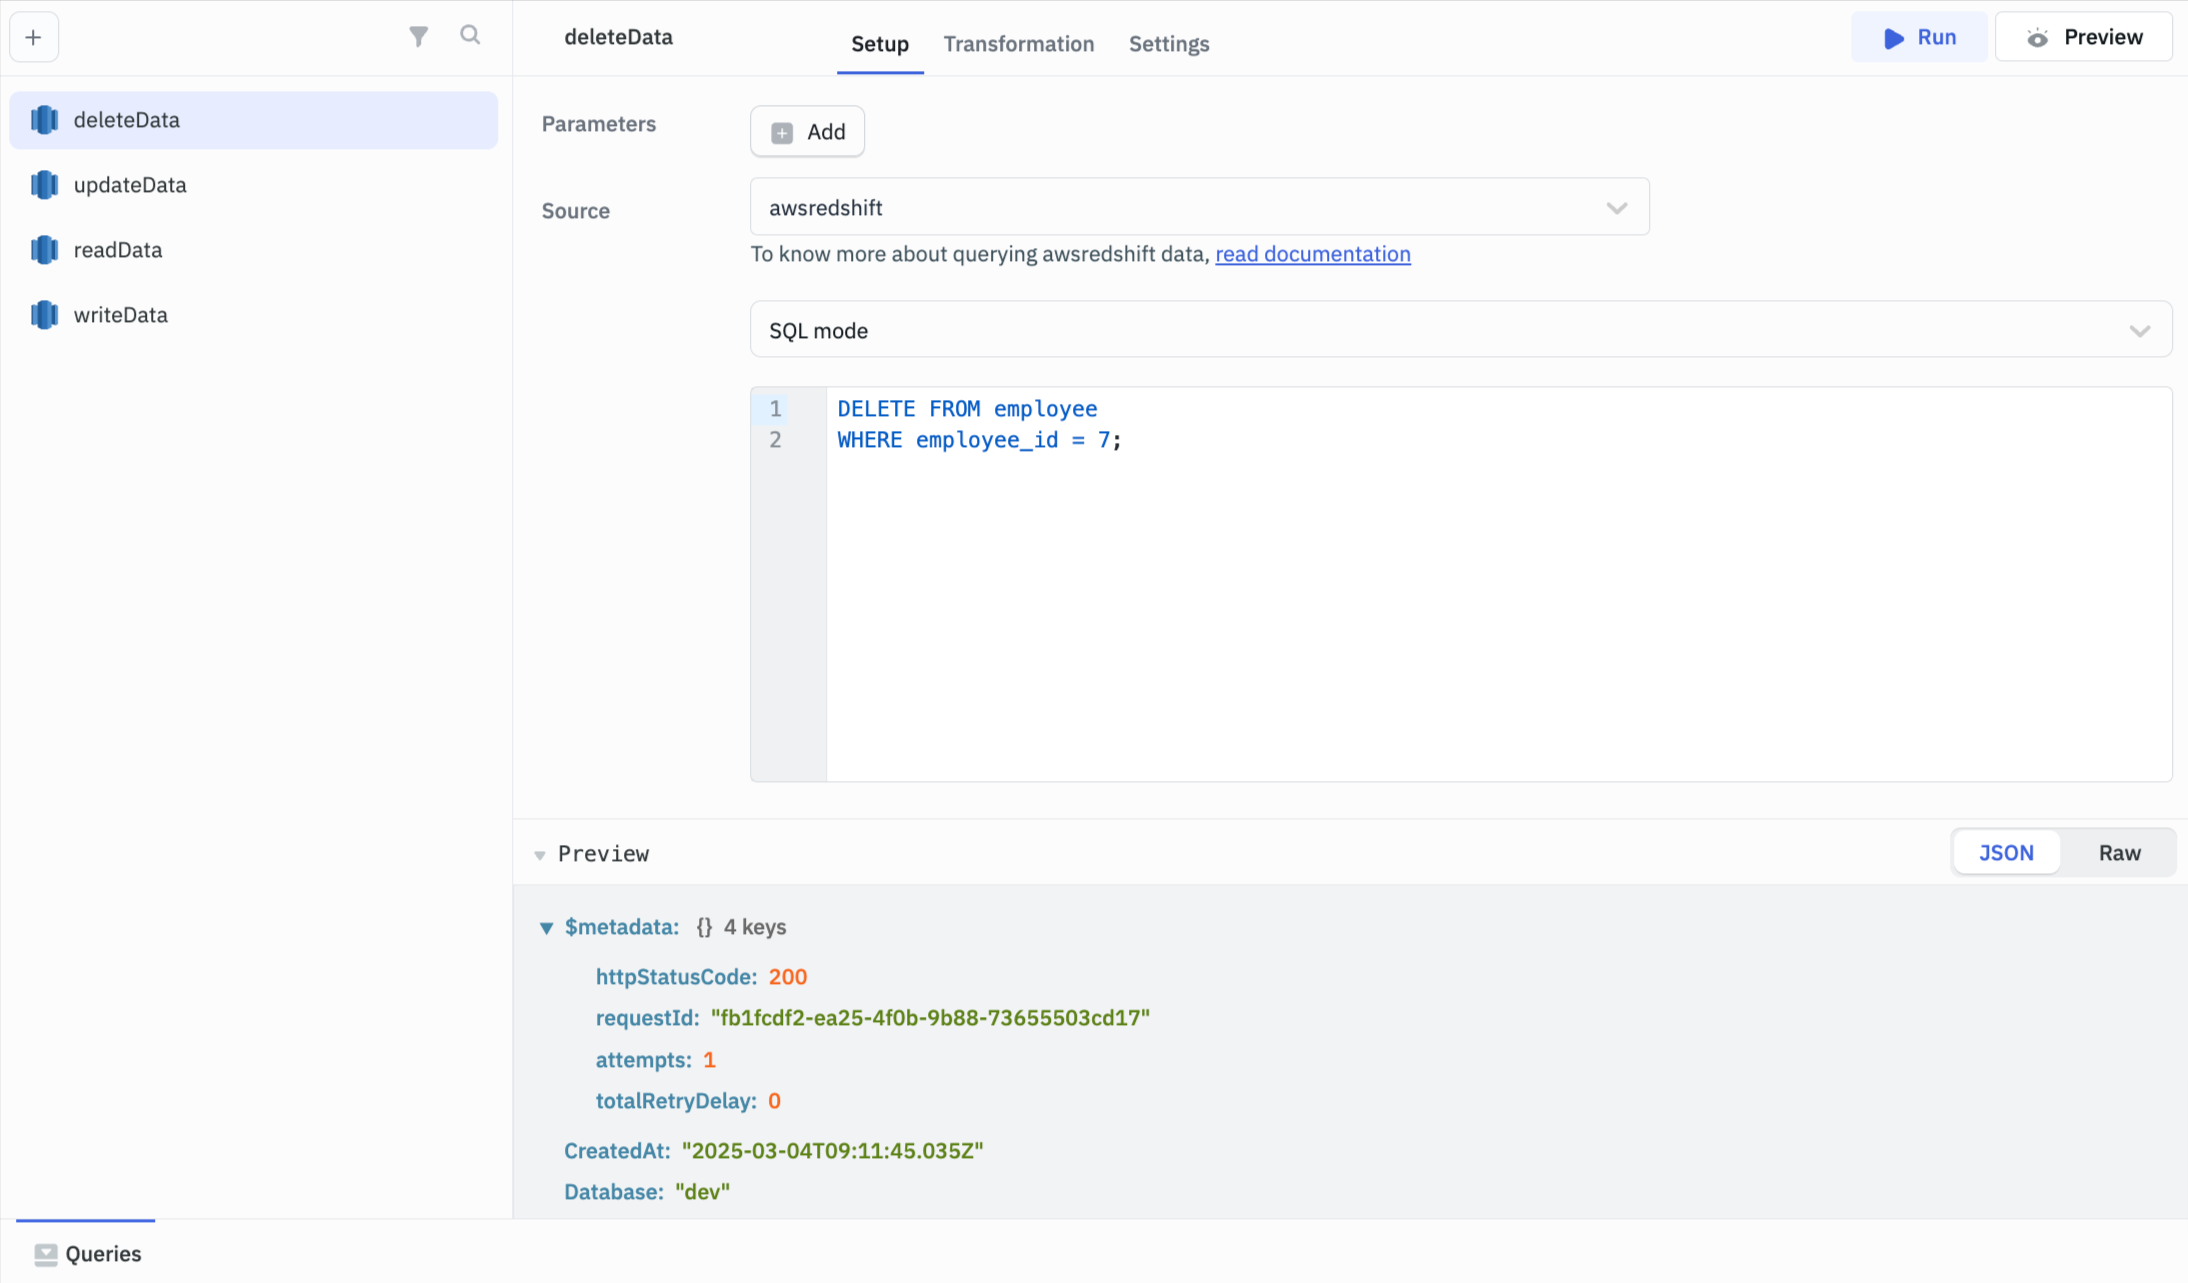 deleteData
updateData
readData
writeData
deleteData
Setup
Transformation
Settings
Run
Preview
Parameters
Add
Source
awsredshift
To know more about querying awsredshift data, read documentation
SQL mode
1 DELETE FROM employee
2 WHERE employee_id = 7;
Preview
JSON
Raw
$metadata: {} 4 keys
httpStatusCode: 200
requestId: "fb1fcdf2-ea25-4f0b-9b88-73655503cd17"
attempts: 1
totalRetryDelay: 0
CreatedAt: "2025-03-04T09:11:45.035Z"
Database: "dev"
Queries